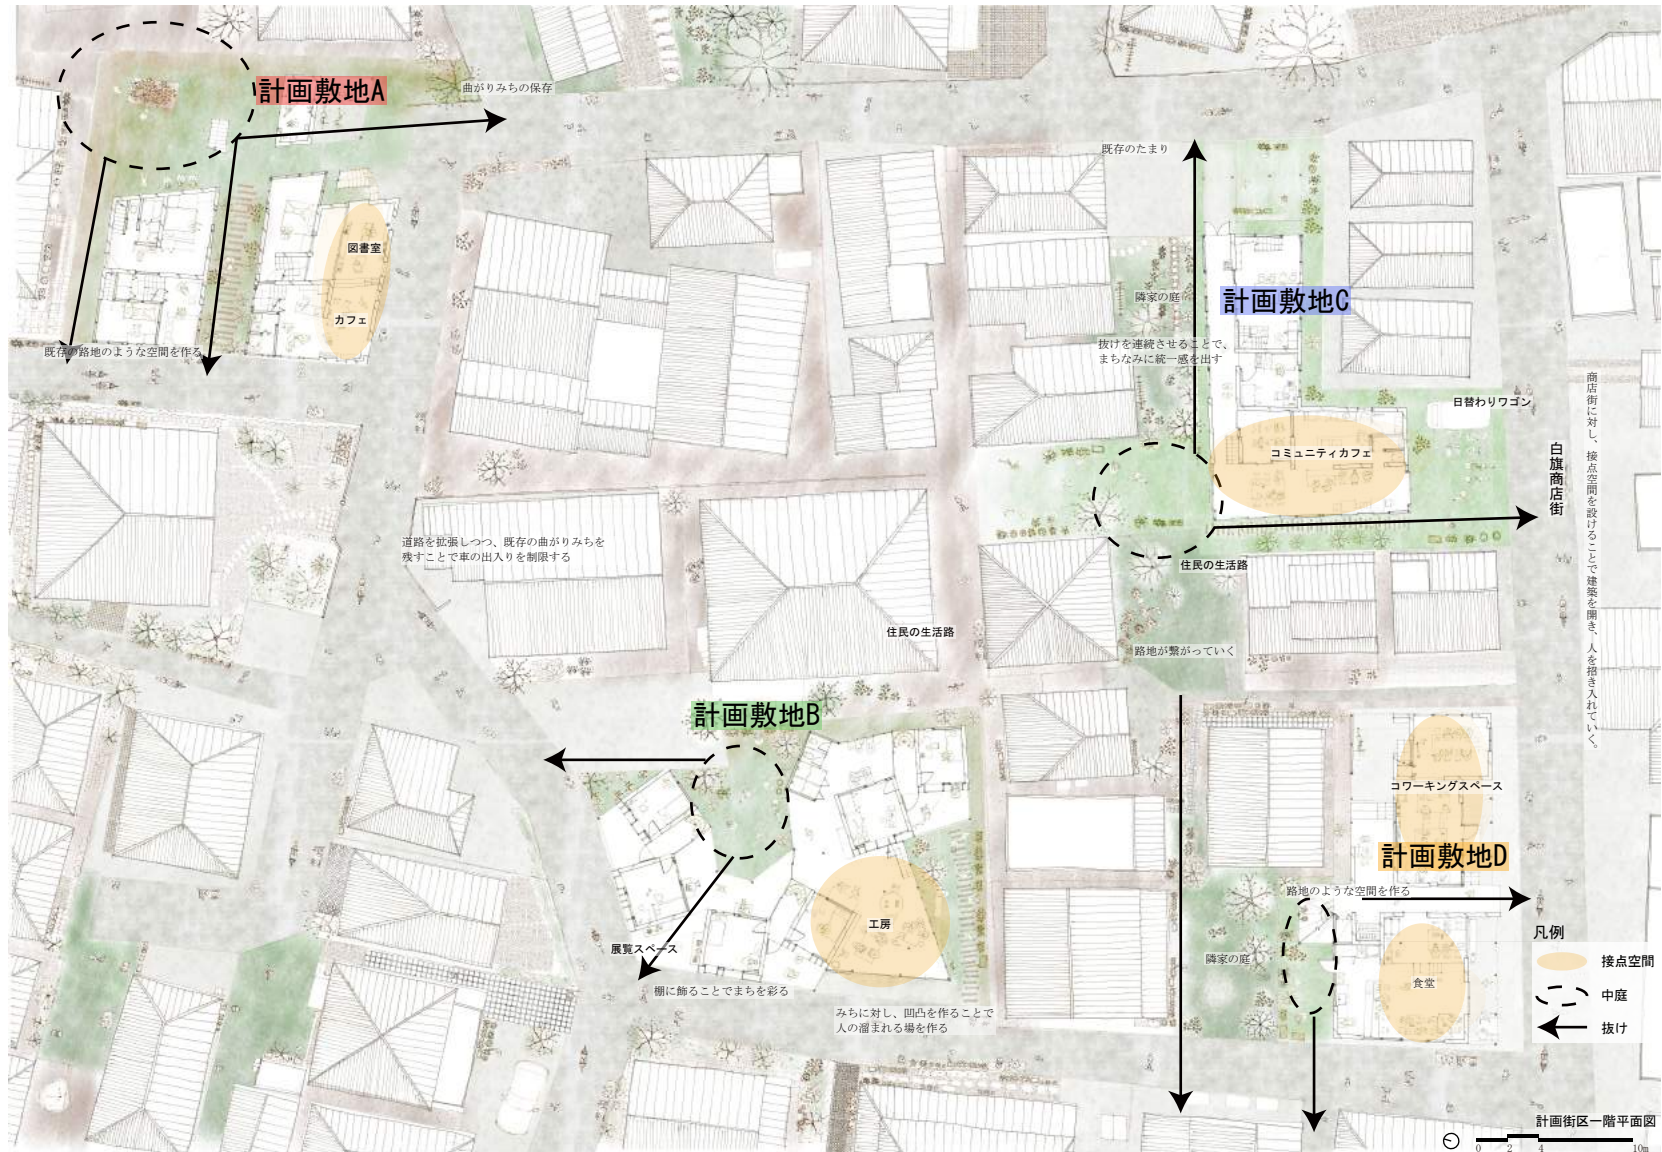 計画敷地A
曲がりみちの保存
図書室
カフェ
既存の路地のような空間を作る
既存のたまり
計画敷地C
隣家の庭
抜けを連続させることで、
まちなみに統一感を出す
日替わりワゴン
コミュニティカフェ
白旗商店街
商店街に対し、接点空間を設けることで建築を開き、人を招き入れていく。
道路を拡張しつつ、既存の曲がりみちを
残すことで車の出入りを制限する
住民の生活路
住民の生活路
路地が繋がっていく
計画敷地B
工房
展覧スペース
棚に飾ることでまちを彩る
みちに対し、凹凸を作ることで
人の溜まれる場を作る
コワーキングスペース
計画敷地D
路地のような空間を作る
隣家の庭
食堂
凡例
接点空間
中庭
抜け
計画街区一階平面図
0 2 4 10m